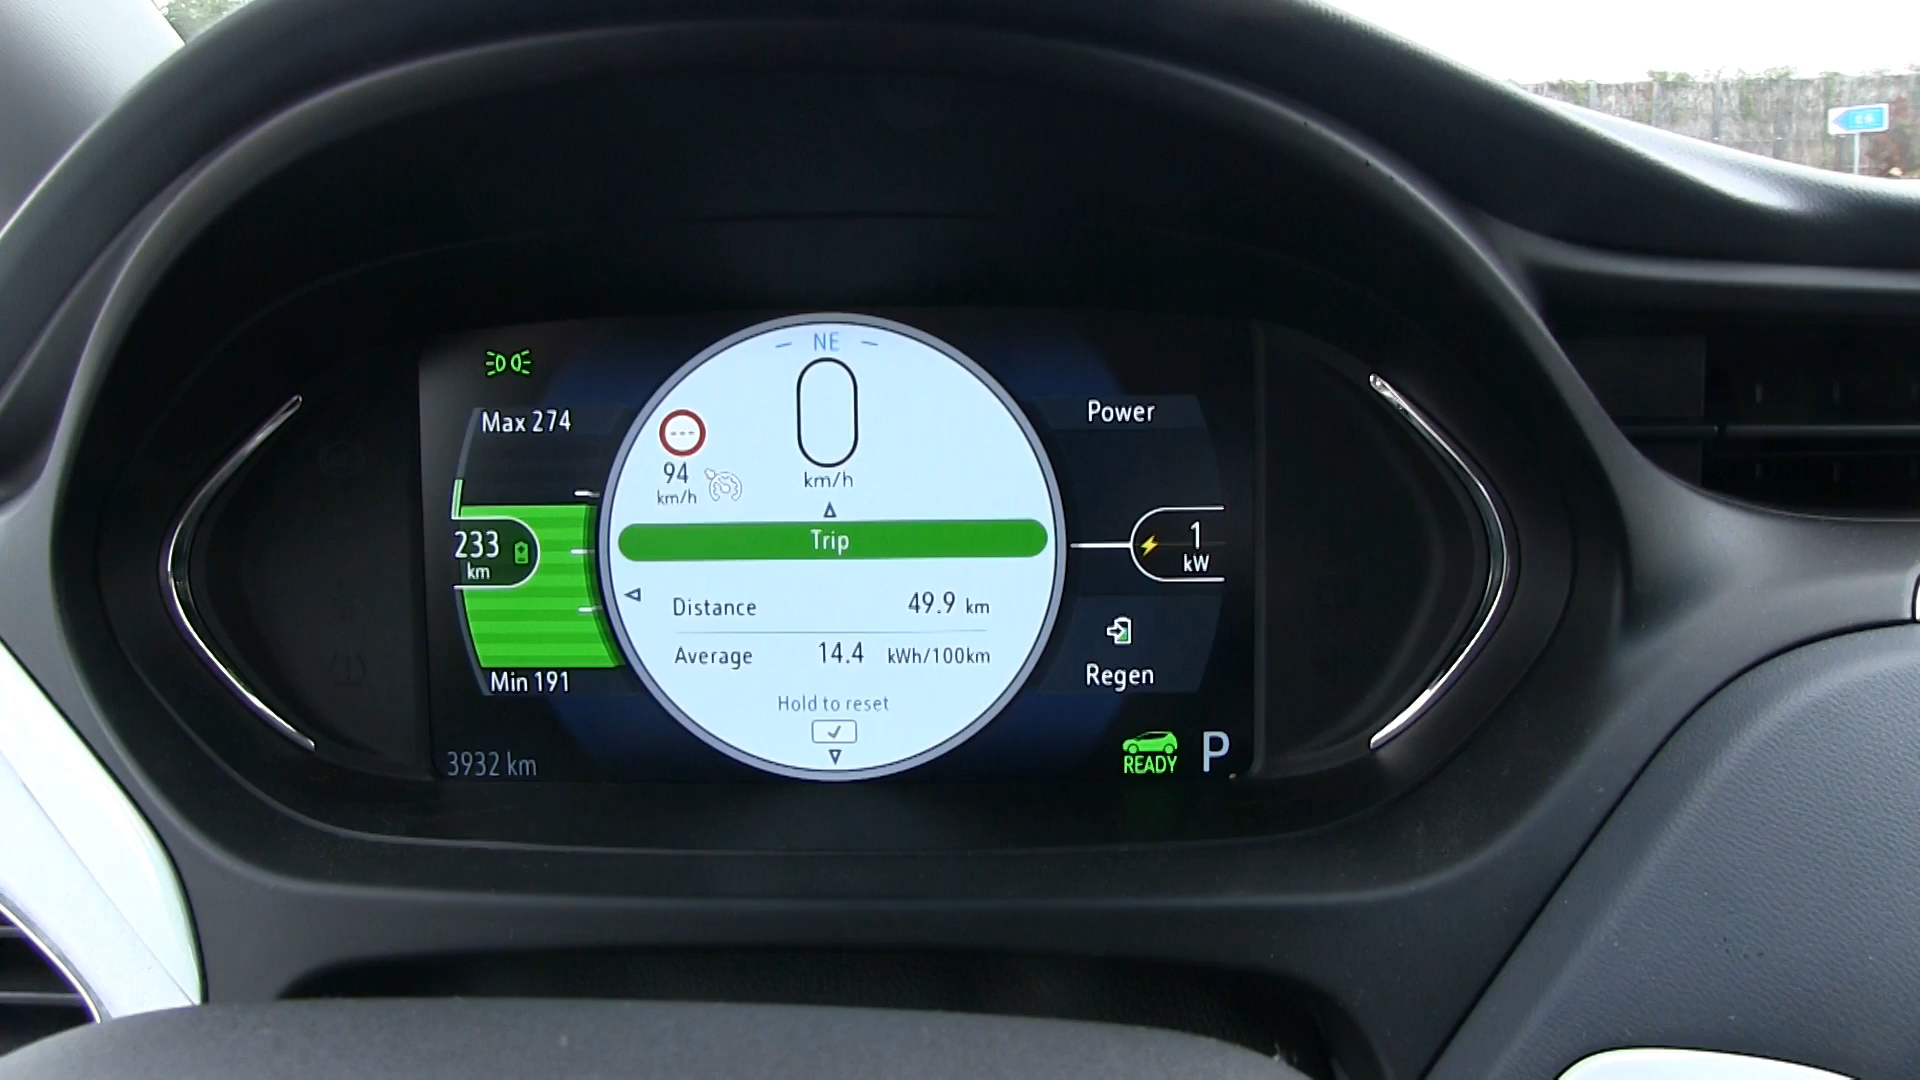 NE
0
km/h
Max 274
---
94
km/h
Power
233
km
Trip
1
kW
Distance 49.9 km
Average 14.4 kWh/100km
Regen
Min 191
Hold to reset
3932 km
READY P
E6